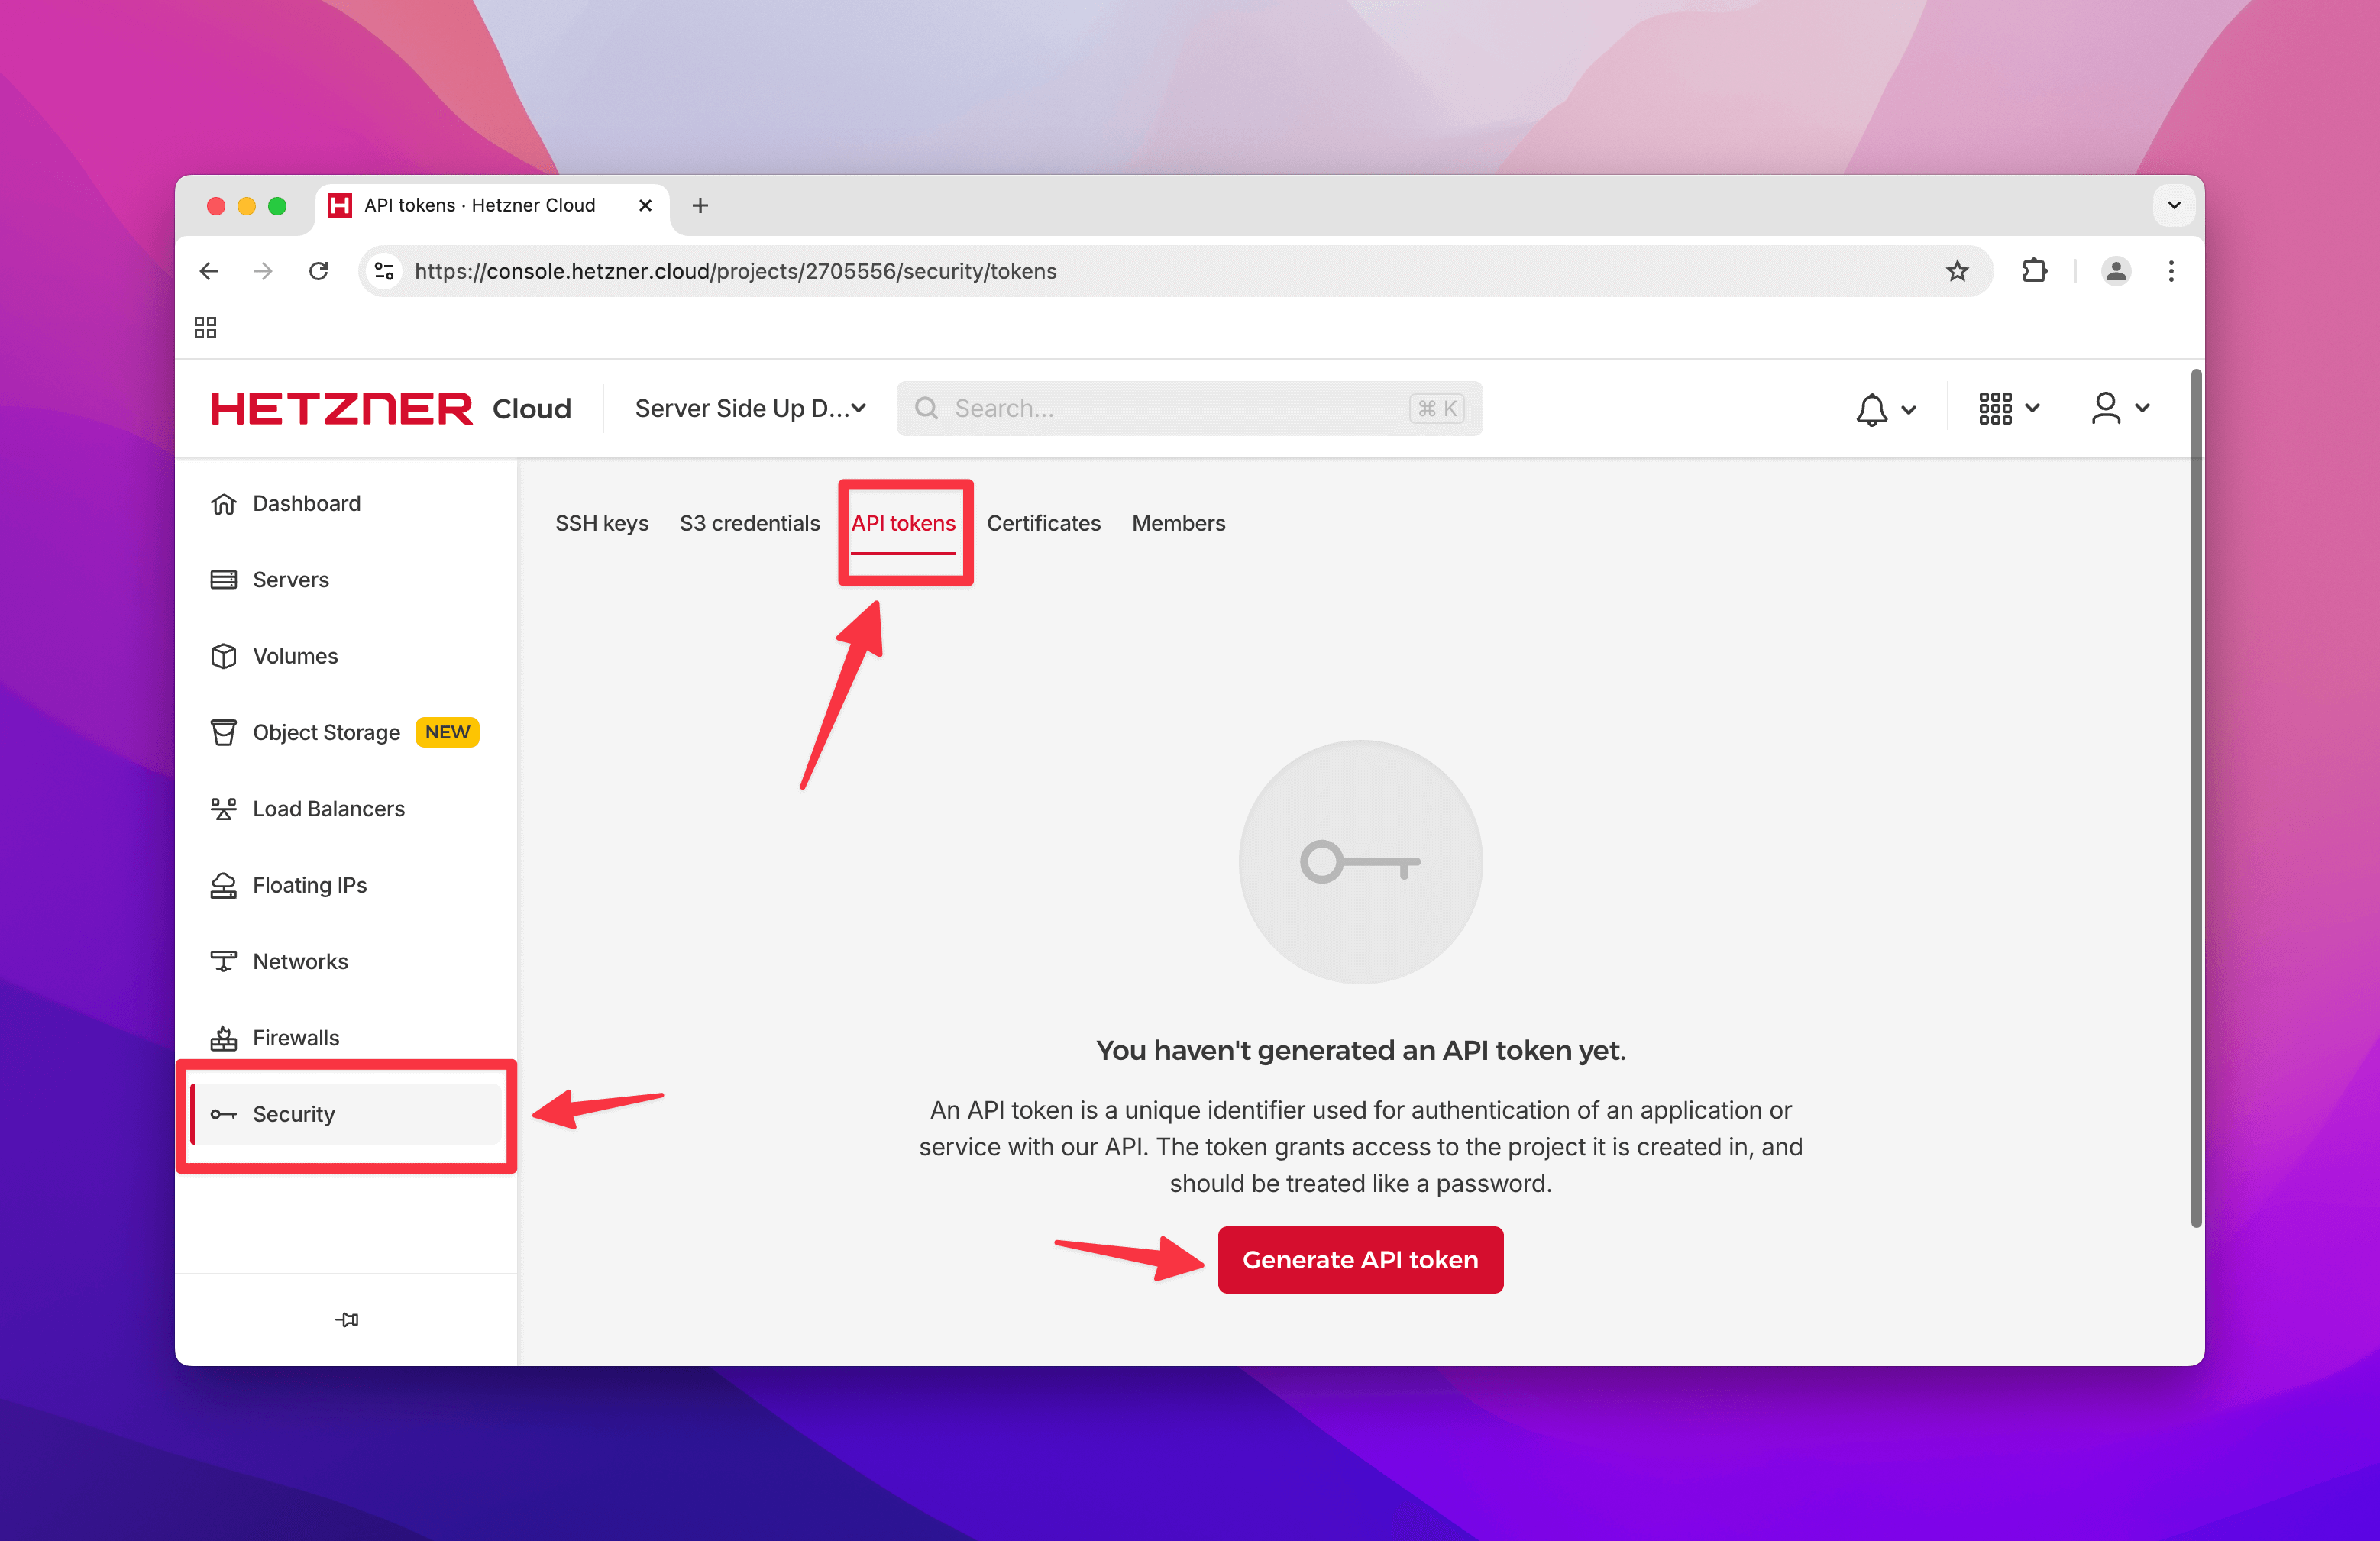 API tokens · Hetzner Cloud
https://console.hetzner.cloud/projects/2705556/security/tokens
HETZNER Cloud
Server Side Up D...
Search...
⌘ K
Dashboard
Servers
Volumes
Object Storage NEW
Load Balancers
Floating IPs
Networks
Firewalls
Security
SSH keys S3 credentials API tokens Certificates Members
You haven't generated an API token yet.
An API token is a unique identifier used for authentication of an application or
service with our API. The token grants access to the project it is created in, and
should be treated like a password.
Generate API token